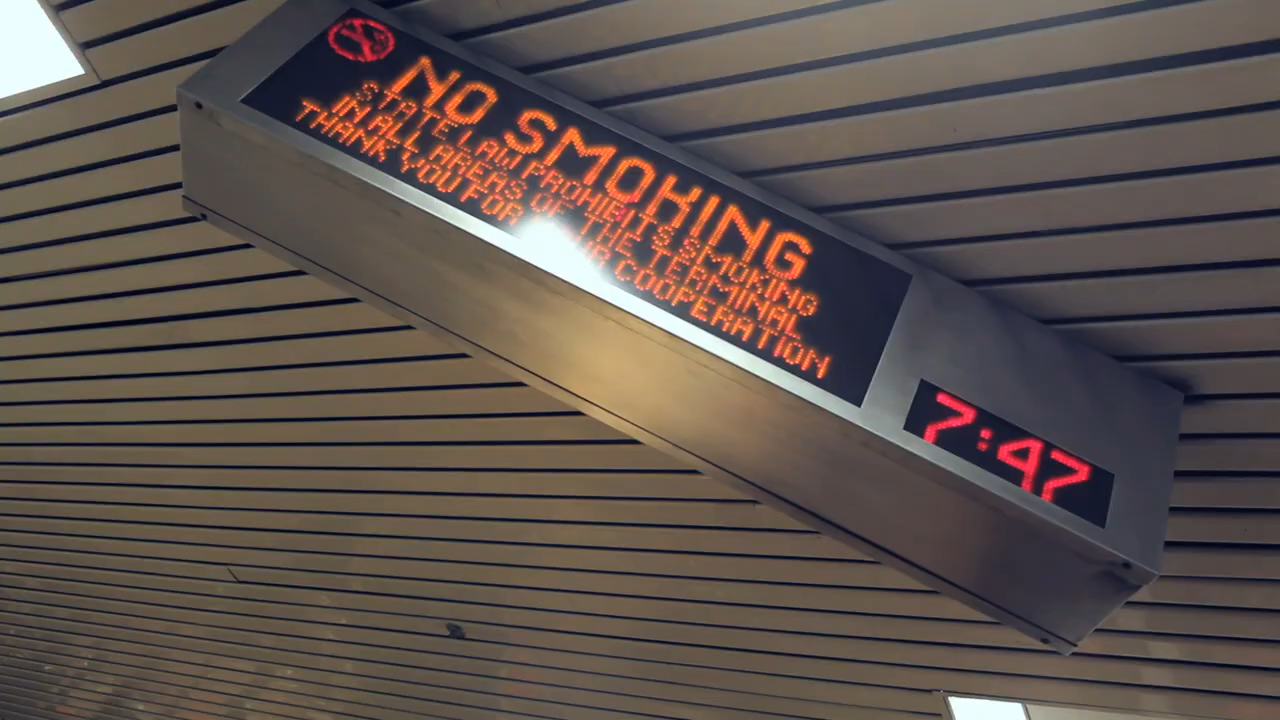 NO SMOKING
STATE LAW PROHIBITS SMOKING
IN ALL AREAS OF THE TERMINAL
THANK YOU FOR COOPERATION
7:47